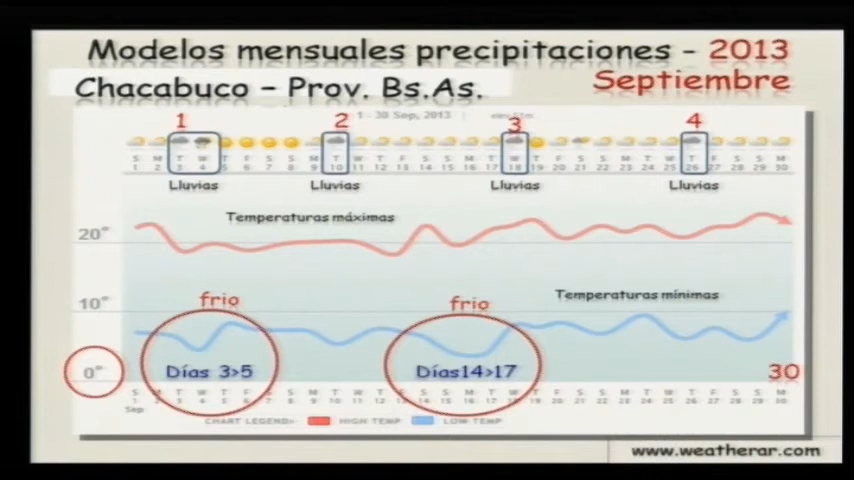 Modelos mensuales precipitaciones - 2013
Septiembre
Chacabuco – Prov. Bs.As.
1 - 30 Sep, 2013
1 2 3 4
Lluvias Lluvias Lluvias Lluvias
Temperaturas máximas
20°
Temperaturas mínimas
10°
frio frio
Días 3>5 Días14>17
0° 30
Sep
CHART LEGEND> HIGH TEMP LOW TEMP
www.weatherar.com